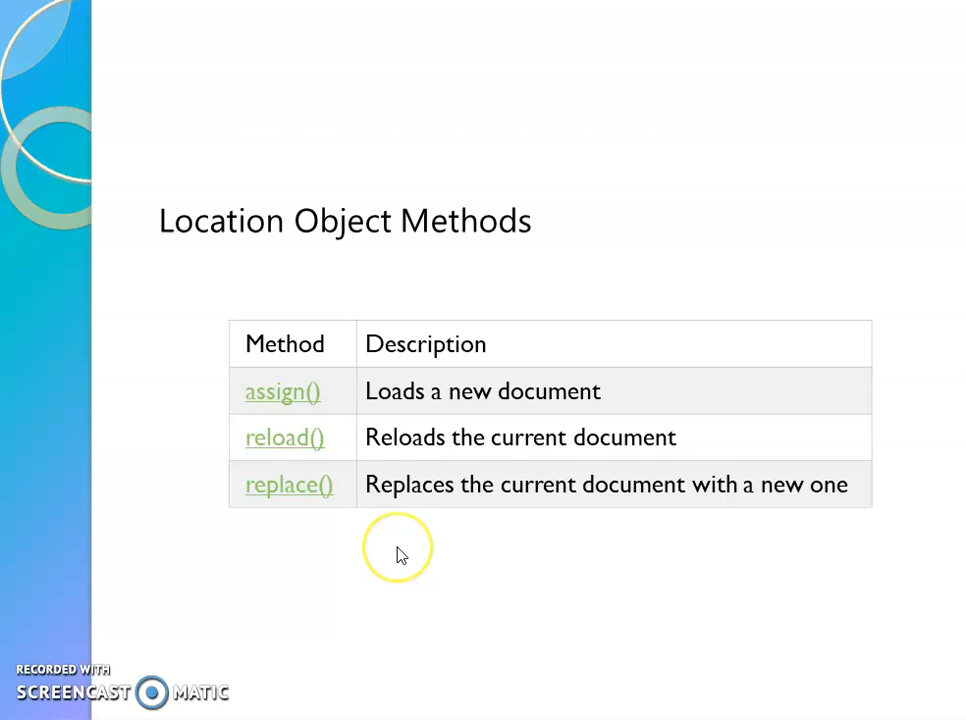 Location Object Methods
Method Description
assign() Loads a new document
reload() Reloads the current document
replace() Replaces the current document with a new one
RECORDED WITH
SCREENCAST MATIC